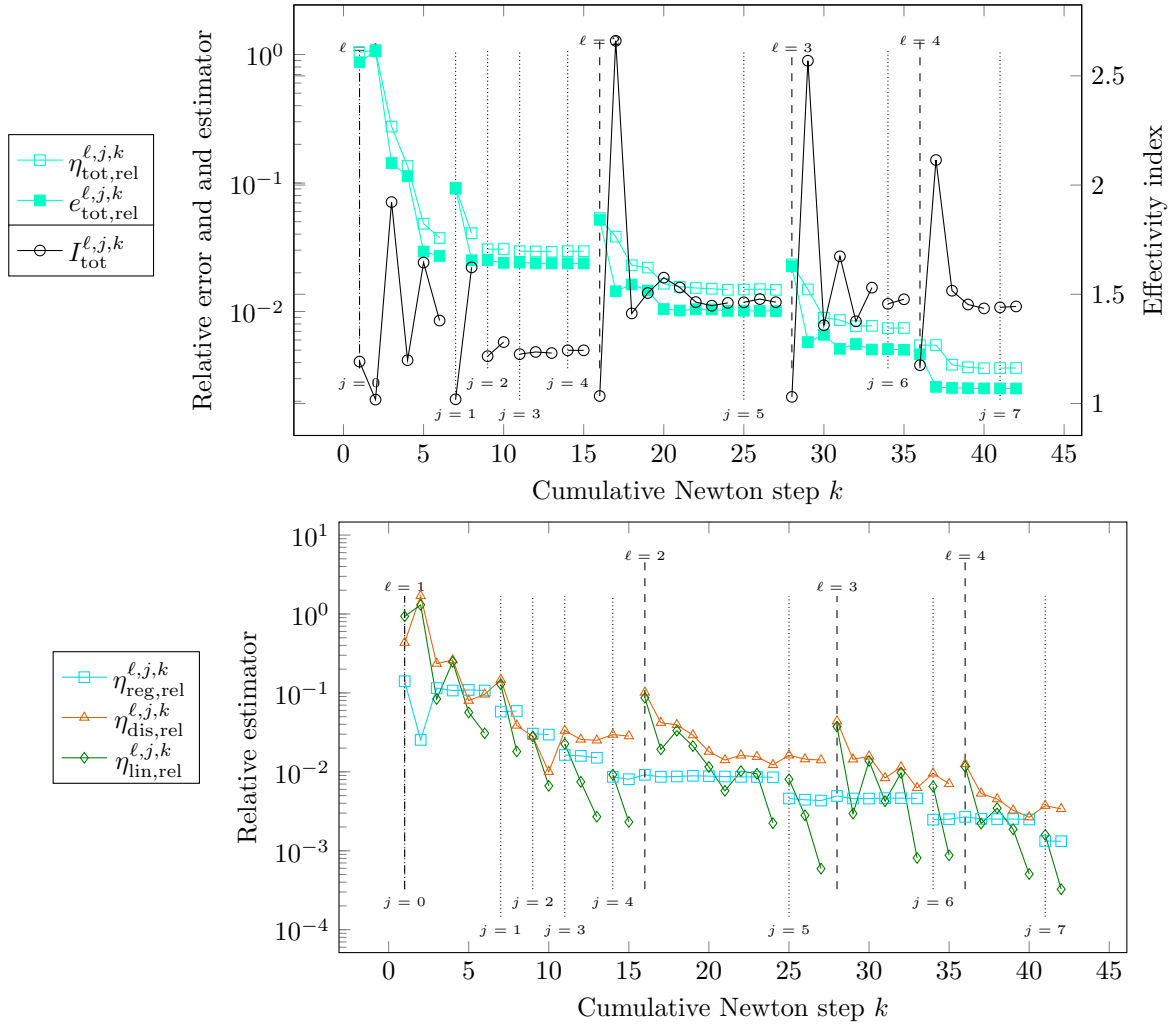 10^0
10^{-1}
10^{-2}
Relative error and and estimator
ℓ
ℓ = 2
ℓ = 3
ℓ = 4
j = 0
j = 1
j = 2
j = 3
j = 4
j = 5
j = 6
j = 7
2.5
2
1.5
1
Effectivity index
0 5 10 15 20 25 30 35 40 45
Cumulative Newton step k
η_{tot,rel}^{ℓ,j,k}
e_{tot,rel}^{ℓ,j,k}
I_{tot}^{ℓ,j,k}
10^1
10^0
10^{-1}
10^{-2}
10^{-3}
10^{-4}
Relative estimator
ℓ = 1
ℓ = 2
ℓ = 3
ℓ = 4
j = 0
j = 1
j = 2
j = 3
j = 4
j = 5
j = 6
j = 7
0 5 10 15 20 25 30 35 40 45
Cumulative Newton step k
η_{reg,rel}^{ℓ,j,k}
η_{dis,rel}^{ℓ,j,k}
η_{lin,rel}^{ℓ,j,k}